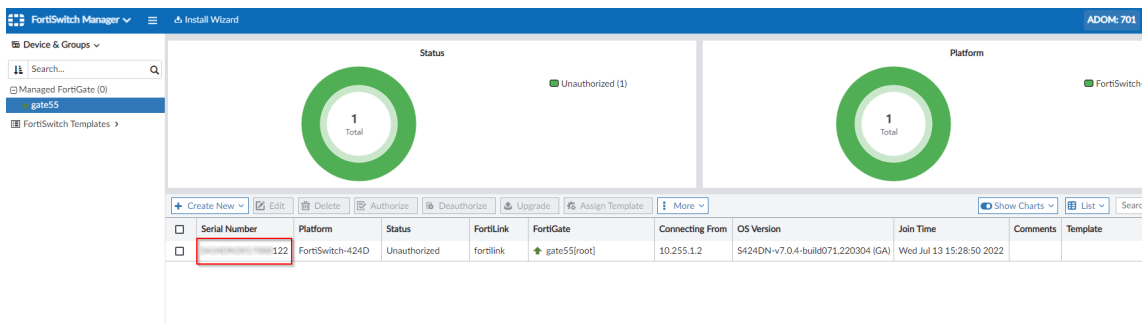 FortiSwitch Manager
Install Wizard
ADOM: 701
Device & Groups
Search...
Managed FortiGate (0)
gate55
FortiSwitch Templates
Status
1
Total
Unauthorized (1)
Platform
1
Total
FortiSwitch-
Create New Edit Delete Authorize Deauthorize Upgrade Assign Template More Show Charts List Searc
Serial Number Platform Status FortiLink FortiGate Connecting From OS Version Join Time Comments Template
122 FortiSwitch-424D Unauthorized fortilink gate55[root] 10.255.1.2 S424DN-v7.0.4-build071,220304 (GA) Wed Jul 13 15:28:50 2022